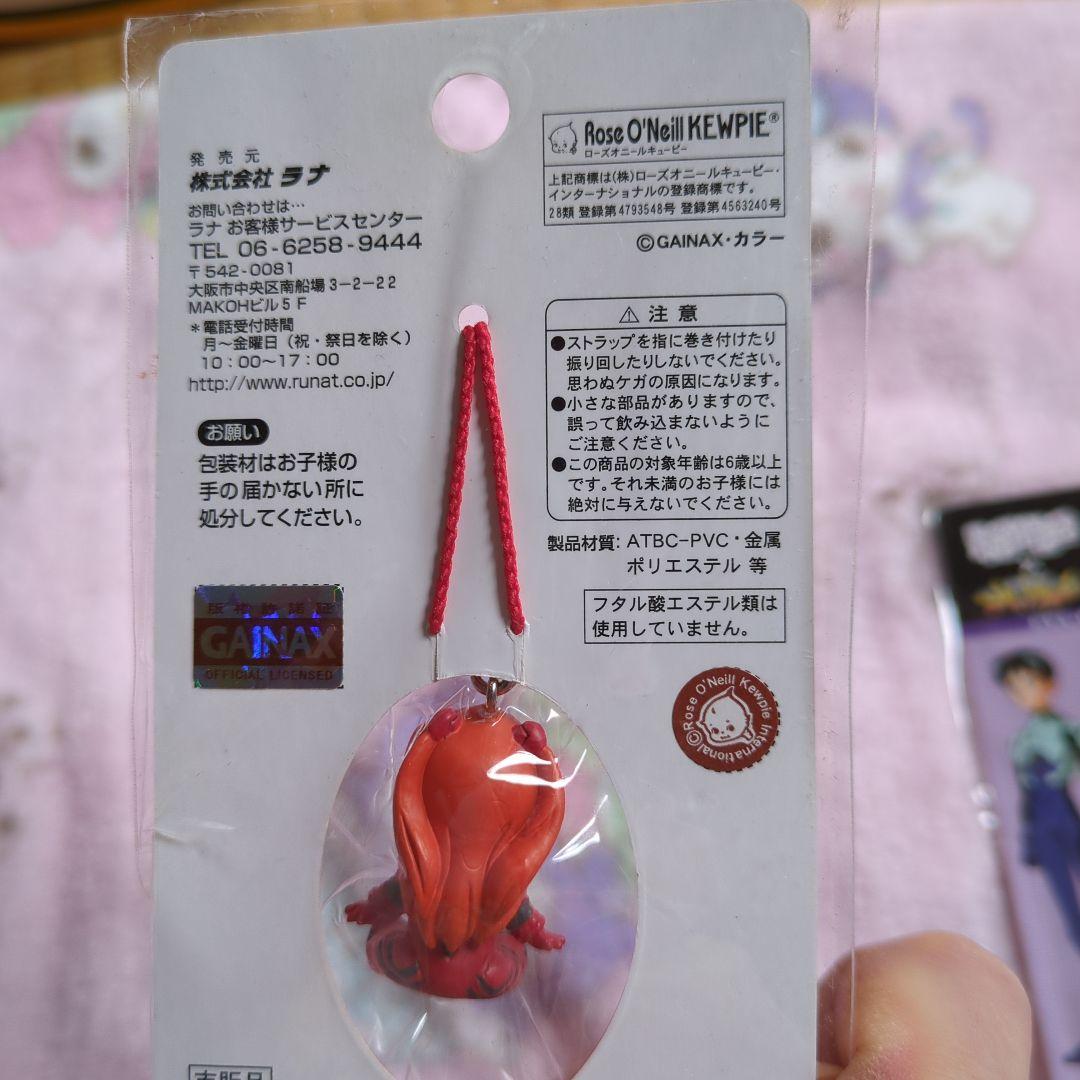 発売元
株式会社 ラナ
お問い合わせは…
ラナ お客様サービスセンター
TEL 06-6258-9444
〒542-0081
大阪市中央区南船場3-2-22
MAKOHビル5F
*電話受付時間
月~金曜日(祝・祭日を除く)
10:00~17:00
http://www.runat.co.jp/
お願い
包装材はお子様の
手の届かない所に
処分してください。
版権許諾証
GAINAX
OFFICIAL LICENSED
Rose O'Neill KEWPIE®
ローズオニールキューピー
上記商標は(株)ローズオニールキューピー・
インターナショナルの登録商標です。
28類 登録第4793548号 登録第4563240号
©GAINAX・カラー
⚠ 注意
●ストラップを指に巻き付けたり
振り回したりしないでください。
思わぬケガの原因になります。
●小さな部品がありますので、
誤って飲み込まないように
ご注意ください。
●この商品の対象年齢は6歳以上
です。それ未満のお子様には
絶対に与えないでください。
製品材質: ATBC-PVC・金属
ポリエステル 等
フタル酸エステル類は
使用していません。
©Rose O'Neill Kewpie International